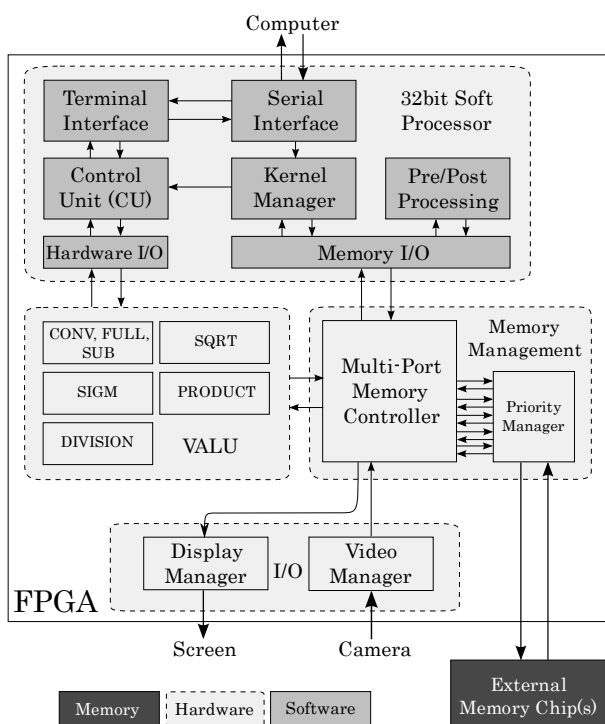 Computer
Terminal
Interface
Serial
Interface
32bit Soft
Processor
Control
Unit (CU)
Kernel
Manager
Pre/Post
Processing
Hardware I/O
Memory I/O
CONV, FULL,
SUB
SQRT
SIGM
PRODUCT
DIVISION
VALU
Multi-Port
Memory
Controller
Memory
Management
Priority
Manager
Display
Manager
I/O
Video
Manager
FPGA
Screen
Camera
External
Memory Chip(s)
Memory
Hardware
Software